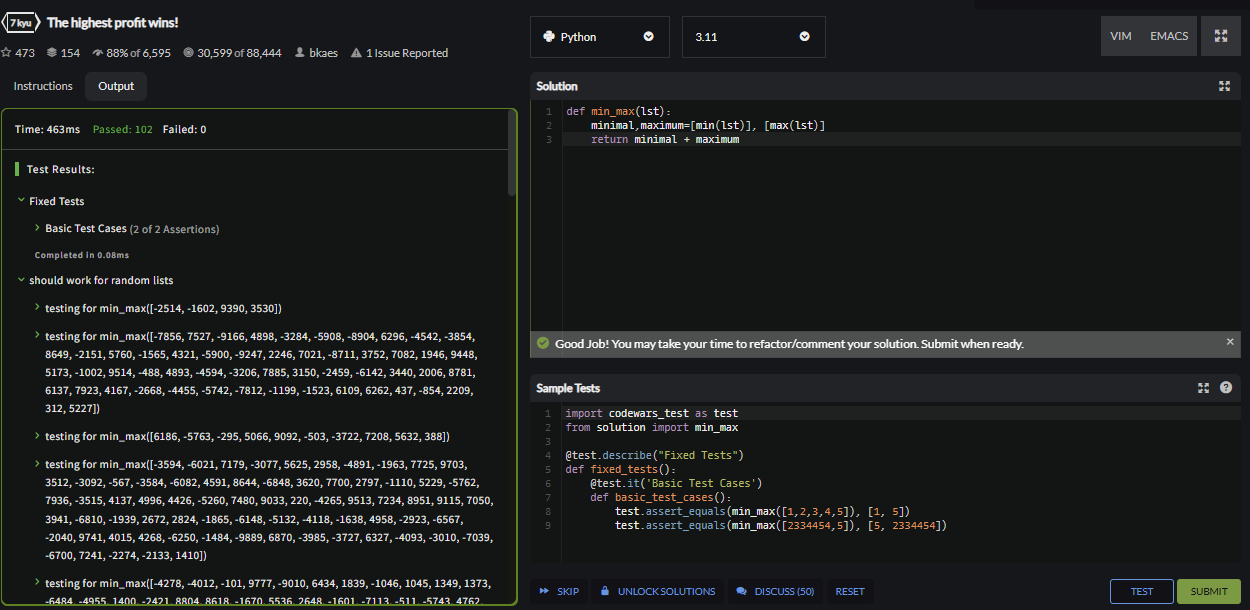 7 kyu The highest profit wins!
473 154 88% of 6,595 30,599 of 88,444 bkaes 1 Issue Reported
Instructions Output
Time: 463ms Passed: 102 Failed: 0
Test Results:
Fixed Tests
Basic Test Cases (2 of 2 Assertions)
Completed in 0.08ms
should work for random lists
testing for min_max([-2514, -1602, 9390, 3530])
testing for min_max([-7856, 7527, -9166, 4898, -3284, -5908, -8904, 6296, -4542, -3854,
8649, -2151, 5760, -1565, 4321, -5900, -9247, 2246, 7021, -8711, 3752, 7082, 1946, 9448,
5173, -1002, 9514, -488, 4893, -4594, -3206, 7885, 3150, -2459, -6142, 3440, 2006, 8781,
6137, 7923, 4167, -2668, -4455, -5742, -7812, -1199, -1523, 6109, 6262, 437, -854, 2209,
312, 5227])
testing for min_max([6186, -5763, -295, 5066, 9092, -503, -3722, 7208, 5632, 388])
testing for min_max([-3594, -6021, 7179, -3077, 5625, 2958, -4891, -1963, 7725, 9703,
3512, -3092, -567, -3584, -6082, 4591, 8644, -6848, 3620, 7700, 2797, -1110, 5229, -5762,
7936, -3515, 4137, 4996, 4426, -5260, 7480, 9033, 220, -4265, 9513, 7234, 8951, 9115, 7050,
3941, -6810, -1939, 2672, 2824, -1865, -6148, -5132, -4118, -1638, 4958, -2923, -6567,
-2040, 9741, 4015, 4268, -6250, -1484, -9889, 6870, -3985, -3727, 6327, -4093, -3010, -7039,
-6700, 7241, -2274, -2133, 1410])
testing for min_max([-4278, -4012, -101, 9777, -9010, 6434, 1839, -1046, 1045, 1349, 1373,
-6484, -4955, 1400, -2421, 8804, 8618, -1670, 5536, 2648, -1601, -7113, -511, -5743, 4762,
Python 3.11 VIM EMACS
Solution
1 def min_max(lst):
2 minimal,maximum=[min(lst)], [max(lst)]
3 return minimal + maximum
Good Job! You may take your time to refactor/comment your solution. Submit when ready. ×
Sample Tests
1 import codewars_test as test
2 from solution import min_max
3
4 @test.describe("Fixed Tests")
5 def fixed_tests():
6 @test.it('Basic Test Cases')
7 def basic_test_cases():
8 test.assert_equals(min_max([1,2,3,4,5]), [1, 5])
9 test.assert_equals(min_max([2334454,5]), [5, 2334454])
SKIP UNLOCK SOLUTIONS DISCUSS (50) RESET TEST SUBMIT